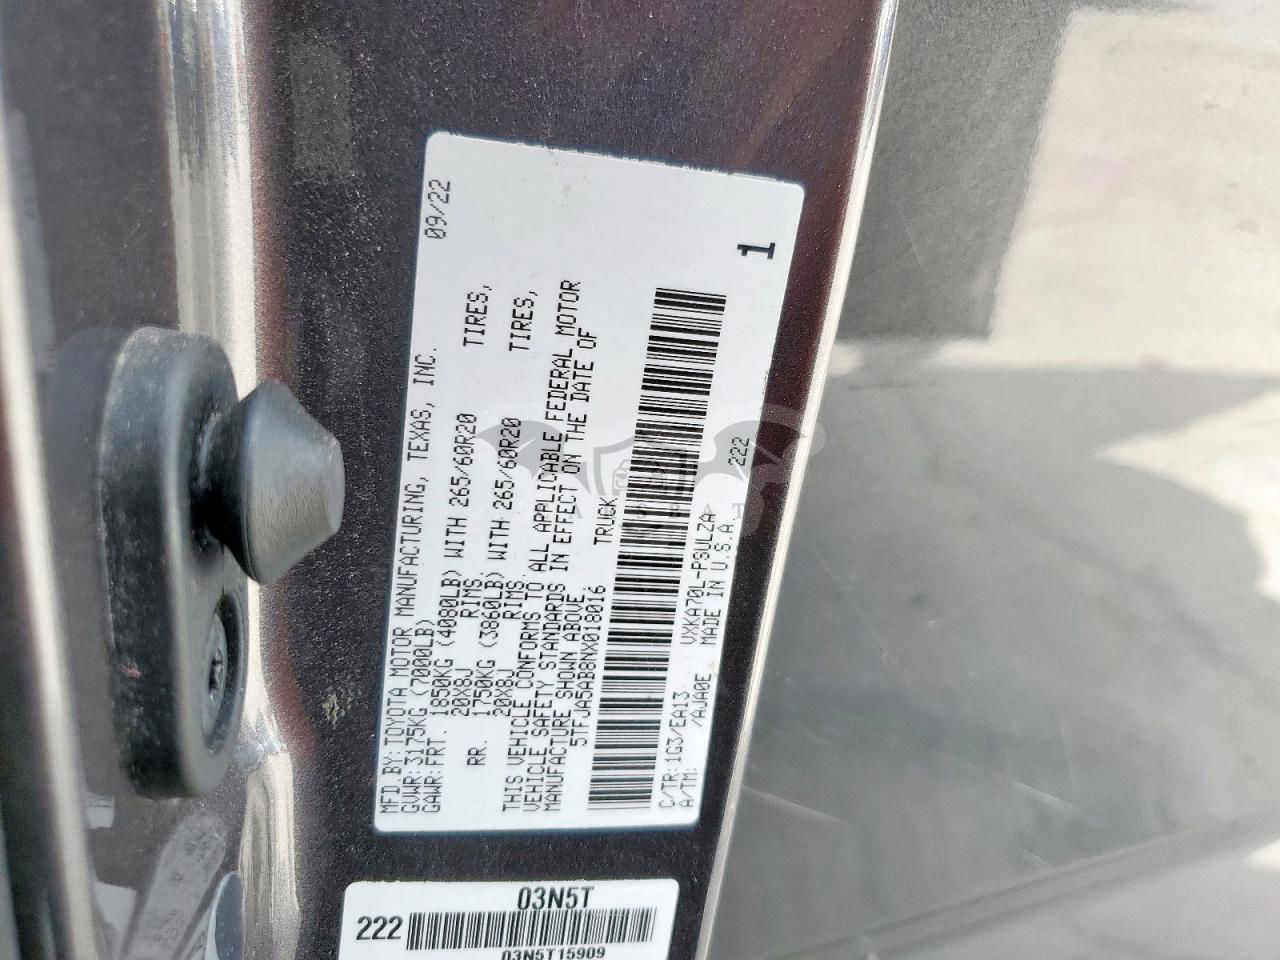 MFD.BY:TOYOTA MOTOR MANUFACTURING, TEXAS, INC. 09/22
GVWR:3175KG (7000LB)
GAWR:FRT. 1850KG (4080LB) WITH 265/60R20 TIRES,
20X8J RIMS.
RR. 1750KG (3860LB) WITH 265/60R20 TIRES,
20X8J RIMS.
THIS VEHICLE CONFORMS TO ALL APPLICABLE FEDERAL MOTOR
VEHICLE SAFETY STANDARDS IN EFFECT ON THE DATE OF
MANUFACTURE SHOWN ABOVE.
5TFJA5AB8NX018016 TRUCK
C/TR:1G3/EA13 VXKA70L-PSULZA 222
A/TM: /AJA0E MADE IN U.S.A.
1
03N5T
222
03N5T15909